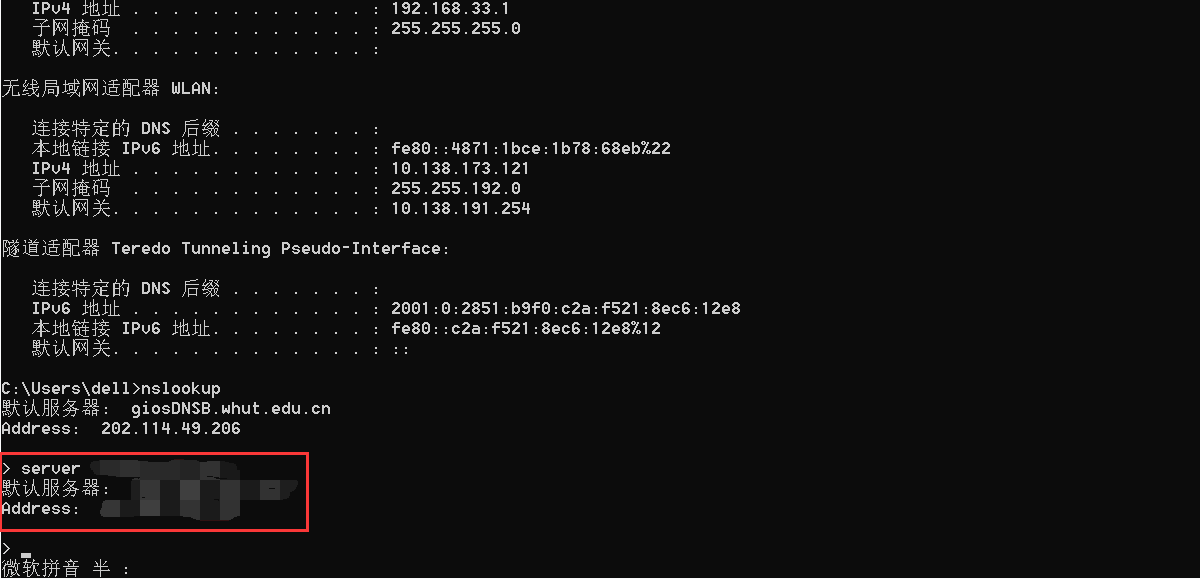 IPv4 地址 . . . . . . . . . . . . : 192.168.33.1
子网掩码 . . . . . . . . . . . . : 255.255.255.0
默认网关. . . . . . . . . . . . . :
无线局域网适配器 WLAN:
连接特定的 DNS 后缀 . . . . . . . :
本地链接 IPv6 地址. . . . . . . . : fe80::4871:1bce:1b78:68eb%22
IPv4 地址 . . . . . . . . . . . . : 10.138.173.121
子网掩码 . . . . . . . . . . . . : 255.255.192.0
默认网关. . . . . . . . . . . . . : 10.138.191.254
隧道适配器 Teredo Tunneling Pseudo-Interface:
连接特定的 DNS 后缀 . . . . . . . :
IPv6 地址 . . . . . . . . . . . . : 2001:0:2851:b9f0:c2a:f521:8ec6:12e8
本地链接 IPv6 地址. . . . . . . . : fe80::c2a:f521:8ec6:12e8%12
默认网关. . . . . . . . . . . . . : ::
C:\Users\dell>nslookup
默认服务器: giosDNSB.whut.edu.cn
Address: 202.114.49.206
> server
默认服务器:
Address:
>
微软拼音 半 :